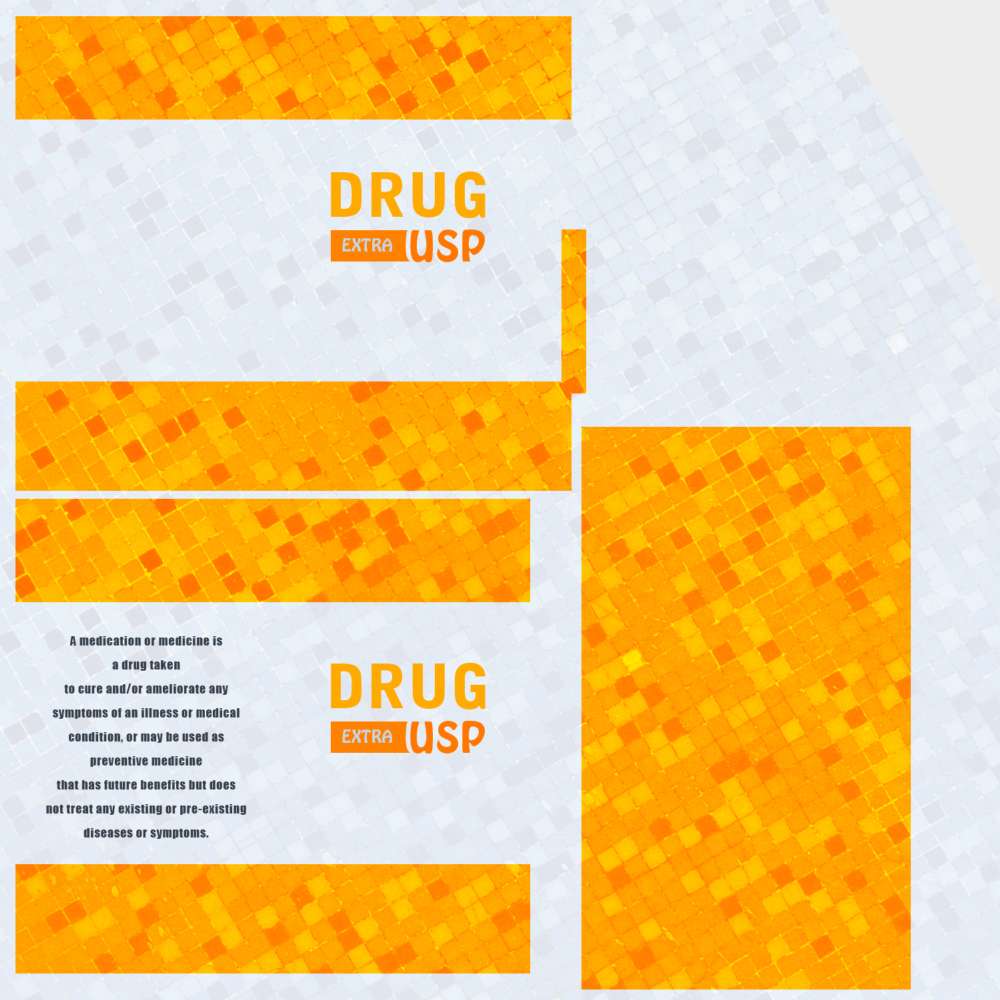 DRUG
EXTRA USP
A medication or medicine is
a drug taken
to cure and/or ameliorate any
symptoms of an illness or medical
condition, or may be used as
preventive medicine
that has future benefits but does
not treat any existing or pre-existing
diseases or symptoms.
DRUG
EXTRA USP